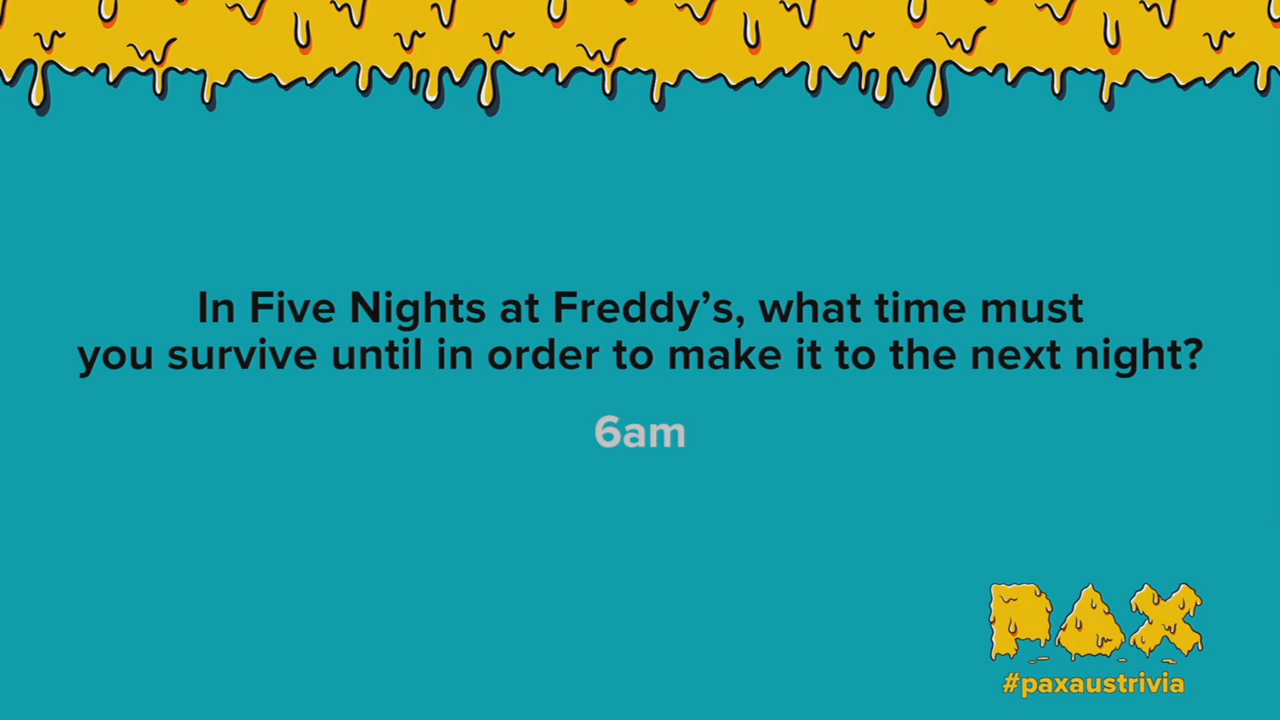 In Five Nights at Freddy’s, what time must
you survive until in order to make it to the next night?
6am
PAX
#paxaustrivia